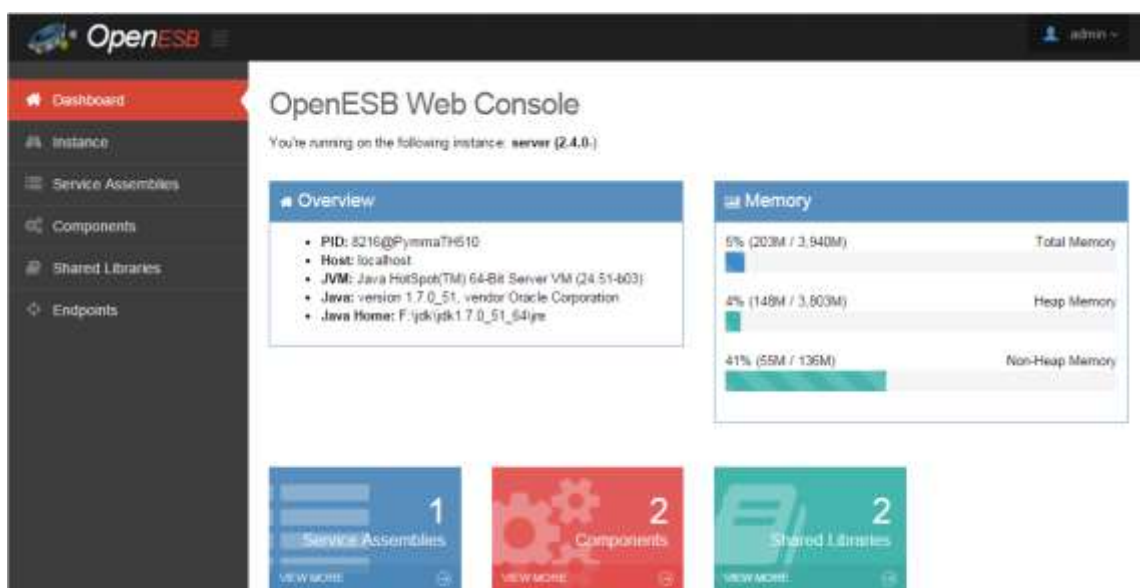 OpenESB
admin
Dashboard
Instance
Service Assemblies
Components
Shared Libraries
Endpoints
OpenESB Web Console
You're running on the following instance: server (2.4.0-)
Overview
PID: 8216@PymmaTH510
Host: localhost
JVM: Java HotSpot(TM) 64-Bit Server VM (24.51-b03)
Java: version 1.7.0_51, vendor Oracle Corporation
Java Home: F:\jdk\jdk1.7.0_51_64\jre
Memory
5% (203M / 3,940M) Total Memory
4% (148M / 3,803M) Heap Memory
41% (55M / 136M) Non-Heap Memory
1
Service Assemblies
VIEW MORE
2
Components
VIEW MORE
2
Shared Libraries
VIEW MORE